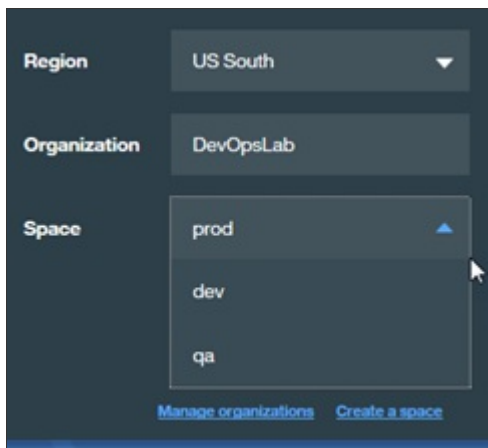 Region US South
Organization DevOpsLab
Space prod
dev
qa
Manage organizations Create a space